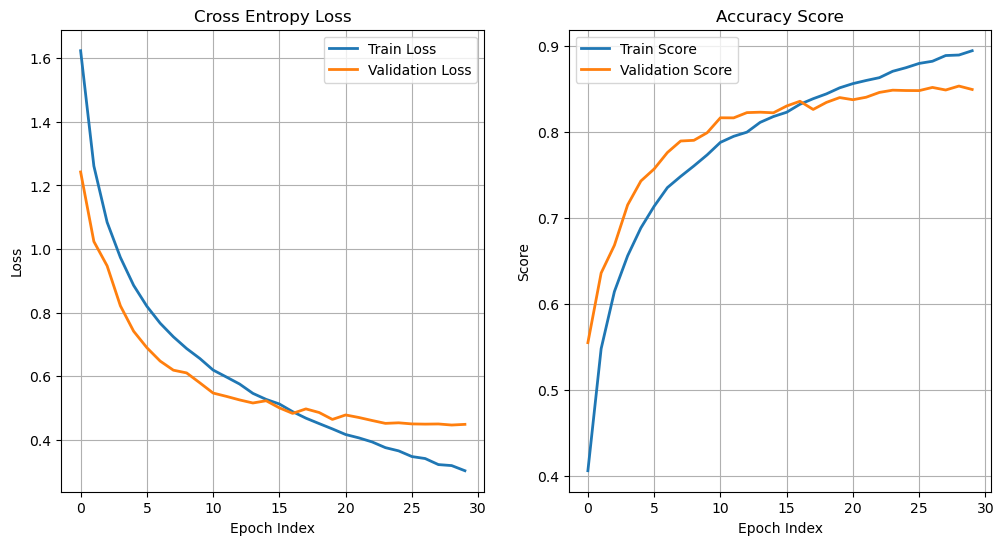 Cross Entropy Loss
Train Loss
Validation Loss
1.6
1.4
1.2
1.0
0.8
0.6
0.4
Loss
0
5
10
15
20
25
30
Epoch Index
Accuracy Score
Train Score
Validation Score
0.9
0.8
0.7
0.6
0.5
0.4
Score
0
5
10
15
20
25
30
Epoch Index